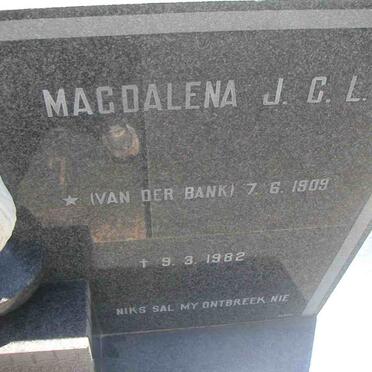 MAGDALENA J. C. L.
★ (VAN DER BANK) 7. 6. 1909
† 9. 3. 1982
NIKS SAL MY ONTBREEK NIE